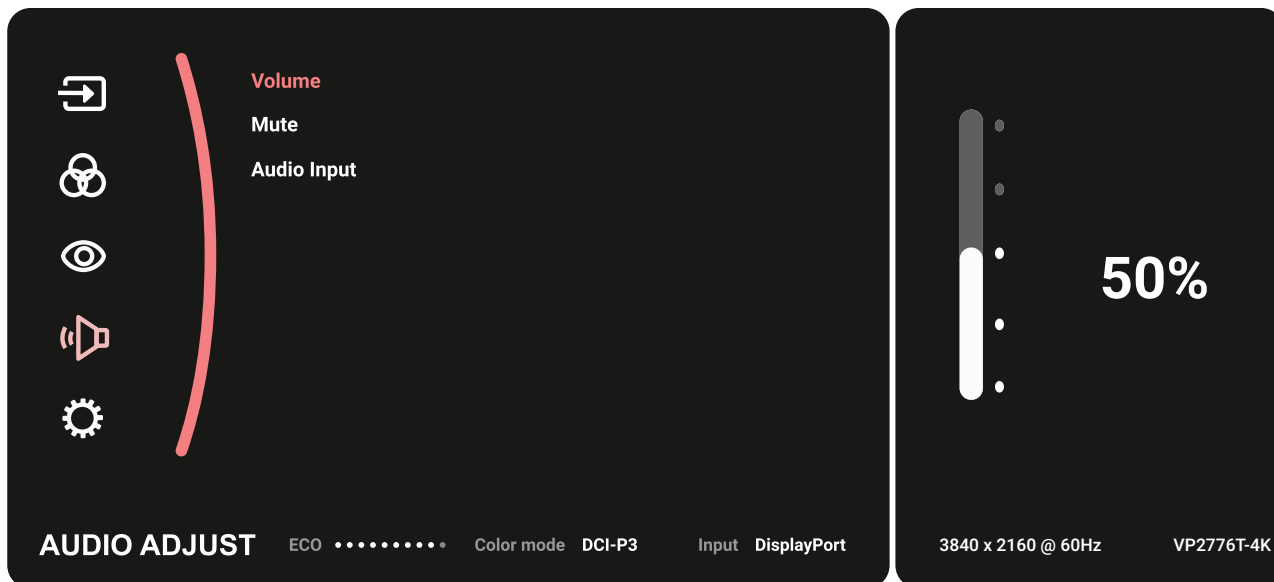 Volume
Mute
Audio Input
50%
AUDIO ADJUST ECO Color mode DCI-P3 Input DisplayPort 3840 x 2160 @ 60Hz VP2776T-4K